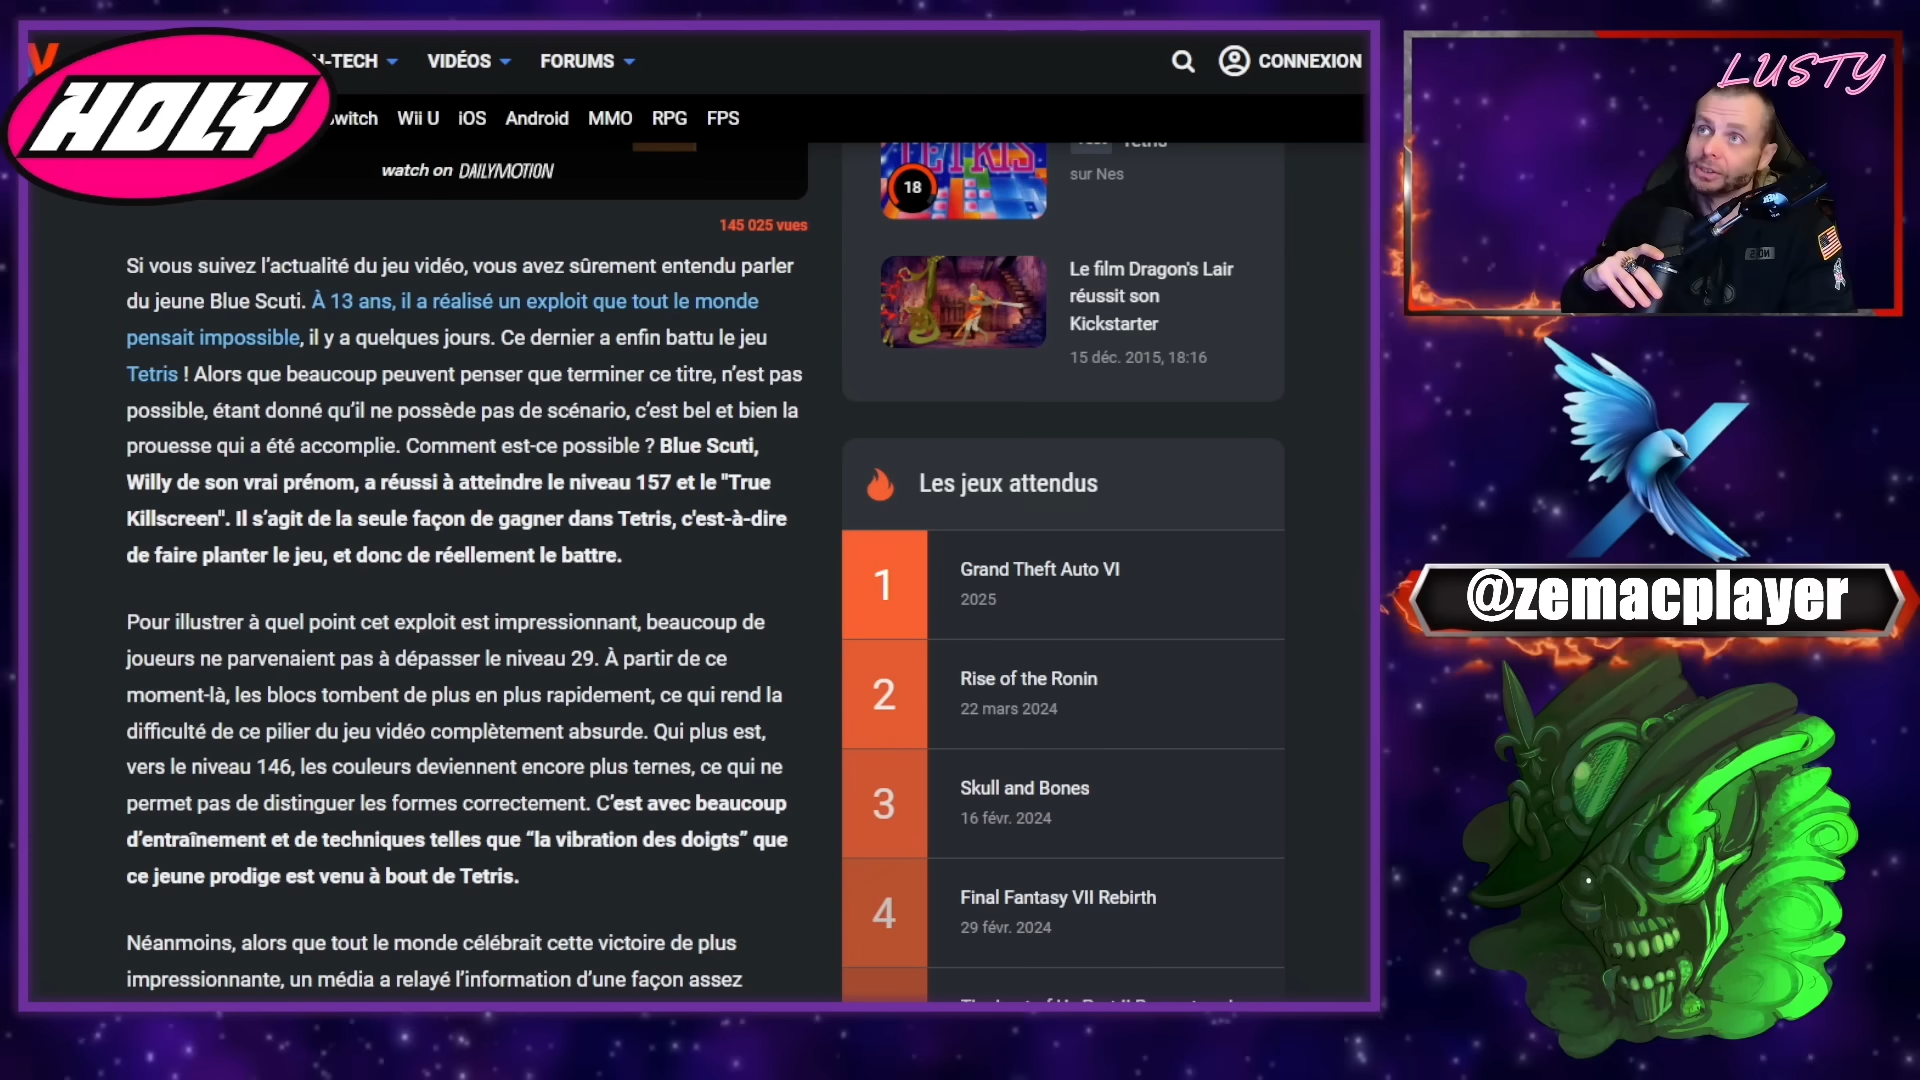 HOLY
H-TECH
VIDÉOS
FORUMS
CONNEXION
Switch
Wii U
iOS
Android
MMO
RPG
FPS
watch on DAILYMOTION
145 025 vues
Si vous suivez l’actualité du jeu vidéo, vous avez sûrement entendu parler
du jeune Blue Scuti. À 13 ans, il a réalisé un exploit que tout le monde
pensait impossible, il y a quelques jours. Ce dernier a enfin battu le jeu
Tetris ! Alors que beaucoup peuvent penser que terminer ce titre, n’est pas
possible, étant donné qu’il ne possède pas de scénario, c’est bel et bien la
prouesse qui a été accomplie. Comment est-ce possible ? Blue Scuti,
Willy de son vrai prénom, a réussi à atteindre le niveau 157 et le "True
Killscreen". Il s’agit de la seule façon de gagner dans Tetris, c'est-à-dire
de faire planter le jeu, et donc de réellement le battre.
Pour illustrer à quel point cet exploit est impressionnant, beaucoup de
joueurs ne parvenaient pas à dépasser le niveau 29. À partir de ce
moment-là, les blocs tombent de plus en plus rapidement, ce qui rend la
difficulté de ce pilier du jeu vidéo complètement absurde. Qui plus est,
vers le niveau 146, les couleurs deviennent encore plus ternes, ce qui ne
permet pas de distinguer les formes correctement. C’est avec beaucoup
d’entraînement et de techniques telles que “la vibration des doigts” que
ce jeune prodige est venu à bout de Tetris.
Néanmoins, alors que tout le monde célébrait cette victoire de plus
impressionnante, un média a relayé l’information d’une façon assez
TETRIS
18
Tetris
sur Nes
Le film Dragon's Lair
réussit son
Kickstarter
15 déc. 2015, 18:16
Les jeux attendus
1
Grand Theft Auto VI
2025
2
Rise of the Ronin
22 mars 2024
3
Skull and Bones
16 févr. 2024
4
Final Fantasy VII Rebirth
29 févr. 2024
LUSTY
@zemacplayer